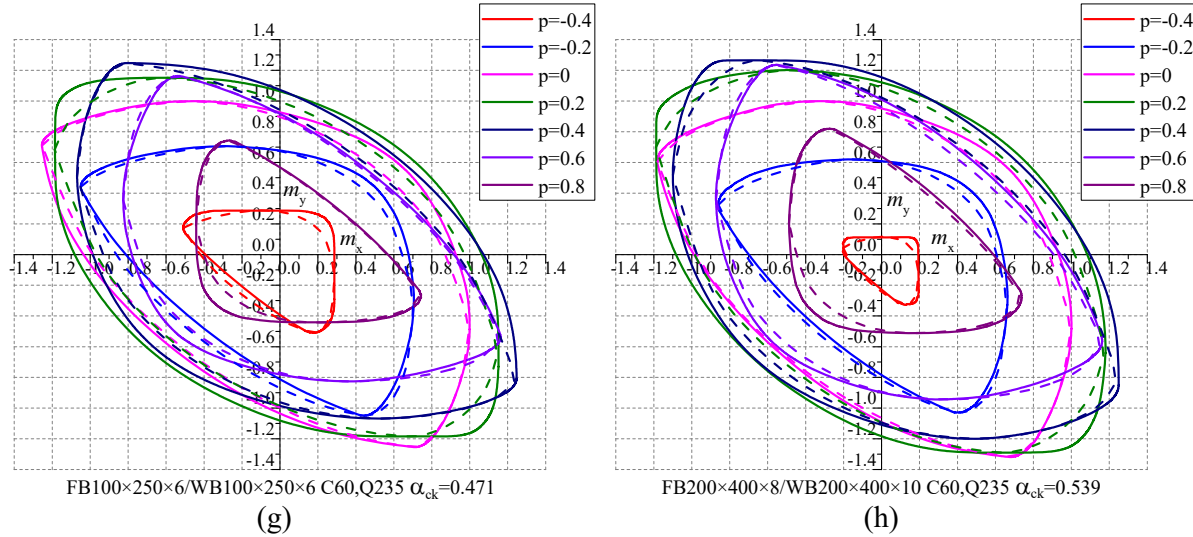 p=-0.4
p=-0.2
p=0
p=0.2
p=0.4
p=0.6
p=0.8
1.4
1.2
1.0
0.8
0.6
0.4
m_y
0.2
m_x
0.0
-1.4 -1.2 -1.0 -0.8 -0.6 -0.4 -0.2 0.0 0.2 0.4 0.6 0.8 1.0 1.2 1.4
-0.2
-0.4
-0.6
-0.8
-1.0
-1.2
-1.4
FB100×250×6/WB100×250×6 C60,Q235 α_ck=0.471
(g)
p=-0.4
p=-0.2
p=0
p=0.2
p=0.4
p=0.6
p=0.8
1.4
1.2
1.0
0.8
0.6
0.4
m_y
0.2
m_x
0.0
-1.4 -1.2 -1.0 -0.8 -0.6 -0.4 -0.2 0.0 0.2 0.4 0.6 0.8 1.0 1.2 1.4
-0.2
-0.4
-0.6
-0.8
-1.0
-1.2
-1.4
FB200×400×8/WB200×400×10 C60,Q235 α_ck=0.539
(h)